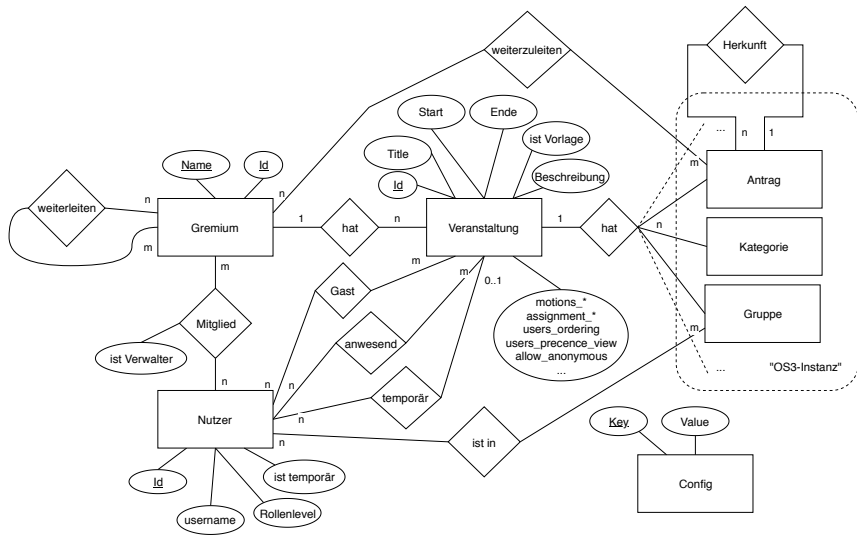 weiterzuleiten
Herkunft
Start
Ende
...
n
1
ist Vorlage
Title
Name
Id
Id
Beschreibung
m
Antrag
n
n
weiterleiten
m
Gremium
1
hat
n
Veranstaltung
1
hat
n
Kategorie
m
m
m
0..1
Gast
motions_*
assignment_*
users_ordering
users_precence_view
allow_anonymous
...
Gruppe
m
Mitglied
anwesend
ist Verwalter
...
"OS3-Instanz"
n
n
n
temporär
n
n
Nutzer
ist in
Key
Value
Id
ist temporär
Config
username
Rollenlevel